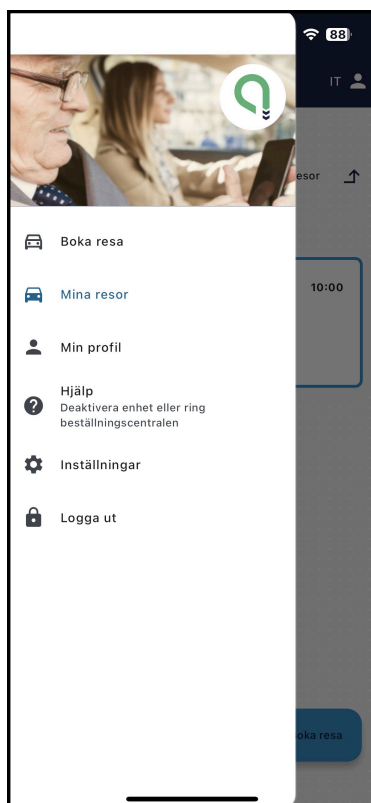 88
IT
esor
Boka resa
Mina resor
10:00
Min profil
Hjälp
Deaktivera enhet eller ring
beställningscentralen
Inställningar
Logga ut
oka resa